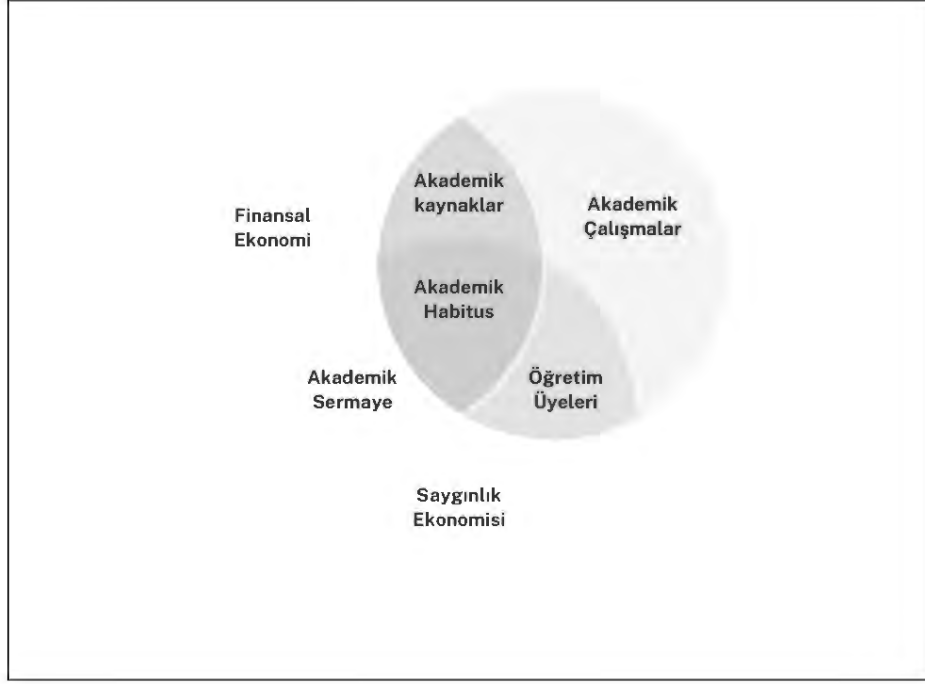 Akademik
kaynaklar
Akademik
Çalışmalar
Finansal
Ekonomi
Akademik
Habitus
Akademik
Sermaye
Öğretim
Üyeleri
Saygınlık
Ekonomisi